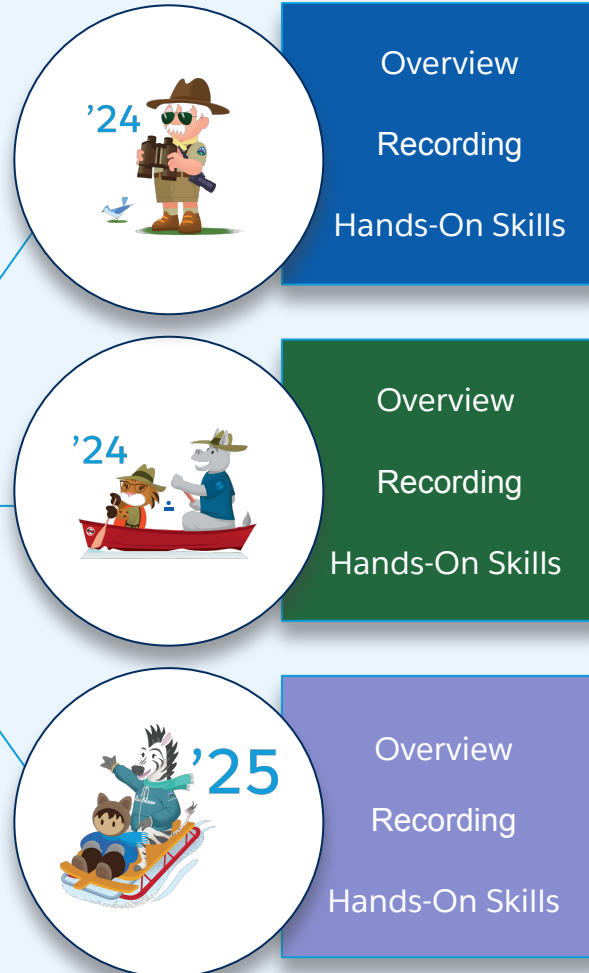 ’24
Overview
Recording
Hands-On Skills
’24
Overview
Recording
Hands-On Skills
’25
Overview
Recording
Hands-On Skills